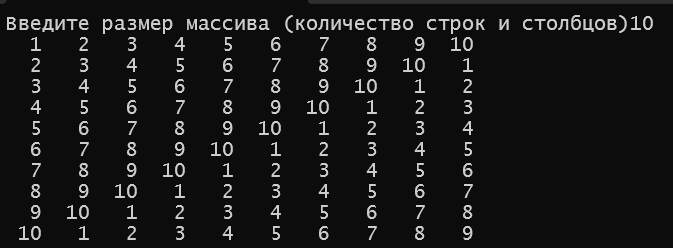 Введите размер массива (количество строк и столбцов)10
1 2 3 4 5 6 7 8 9 10
2 3 4 5 6 7 8 9 10 1
3 4 5 6 7 8 9 10 1 2
4 5 6 7 8 9 10 1 2 3
5 6 7 8 9 10 1 2 3 4
6 7 8 9 10 1 2 3 4 5
7 8 9 10 1 2 3 4 5 6
8 9 10 1 2 3 4 5 6 7
9 10 1 2 3 4 5 6 7 8
10 1 2 3 4 5 6 7 8 9